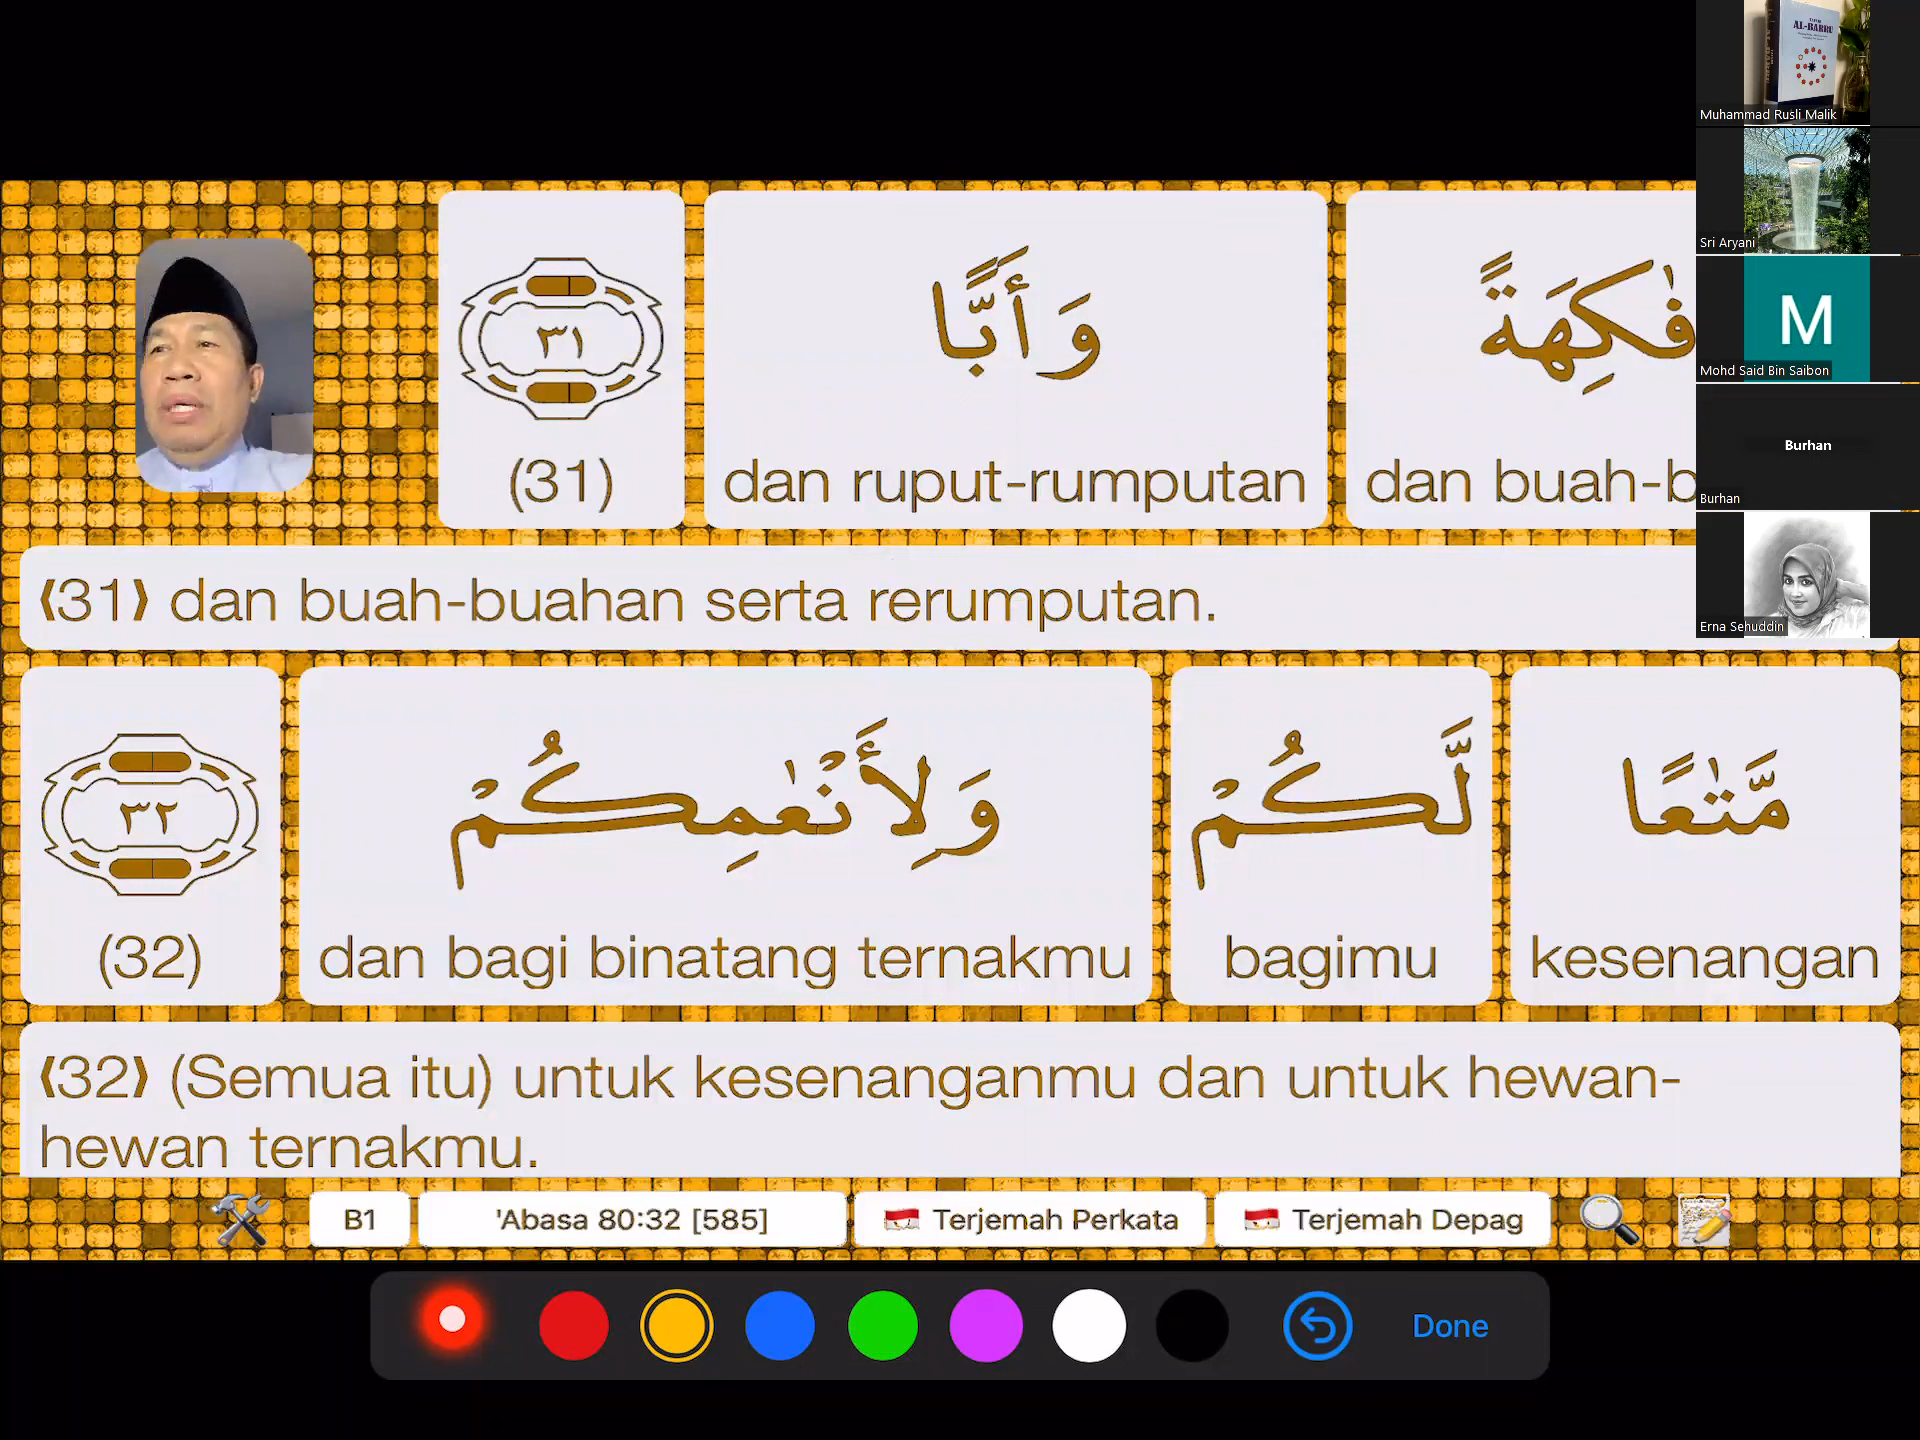 AL-BARRU
Muhammad Rusli Malik
Sri Aryani
M
Mohd Said Bin Saibon
Burhan
Burhan
Erna Sehuddin
فَٰكِهَةً
وَأَبًّا
٣١
dan buah-b
dan ruput-rumputan
(31)
⟨31⟩ dan buah-buahan serta rerumputan.
مَّتَٰعًا
لَّكُمْ
وَلِأَنْعَٰمِكُمْ
٣٢
kesenangan
bagimu
dan bagi binatang ternakmu
(32)
⟨32⟩ (Semua itu) untuk kesenanganmu dan untuk hewan-
hewan ternakmu.
B1
'Abasa 80:32 [585]
Terjemah Perkata
Terjemah Depag
Done